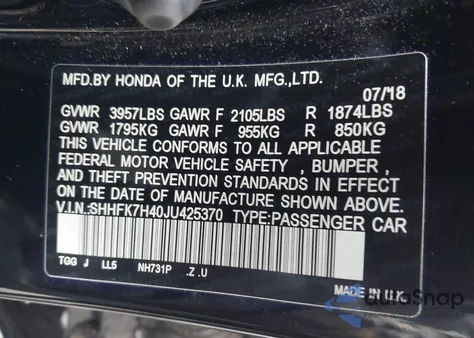 MFD.BY HONDA OF THE U.K. MFG.,LTD.
07/18
GVWR 3957LBS GAWR F 2105LBS R 1874LBS
GVWR 1795KG GAWR F 955KG R 850KG
THIS VEHICLE CONFORMS TO ALL APPLICABLE
FEDERAL MOTOR VEHICLE SAFETY , BUMPER ,
AND THEFT PREVENTION STANDARDS IN EFFECT
ON THE DATE OF MANUFACTURE SHOWN ABOVE.
V.I.N.:SHHFK7H40JU425370 TYPE:PASSENGER CAR
TGG J LL5 NH731P .Z .U
MADE IN U.K.
AutoSnap